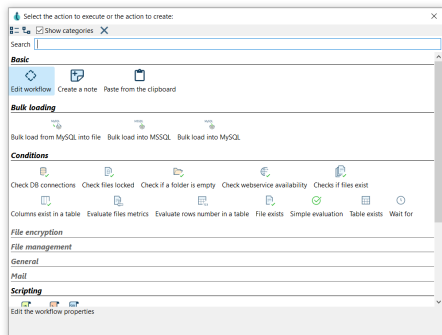 Select the action to execute or the action to create:
Show categories
Search
Basic
Edit workflow Create a note Paste from the clipboard
Bulk loading
Bulk load from MySQL into file Bulk load into MSSQL Bulk load into MySQL
Conditions
Check DB connections Check files locked Check if a folder is empty Check webservice availability Checks if files exist
Columns exist in a table Evaluate files metrics Evaluate rows number in a table File exists Simple evaluation Table exists Wait for
File encryption
File management
General
Mail
Scripting
Edit the workflow properties